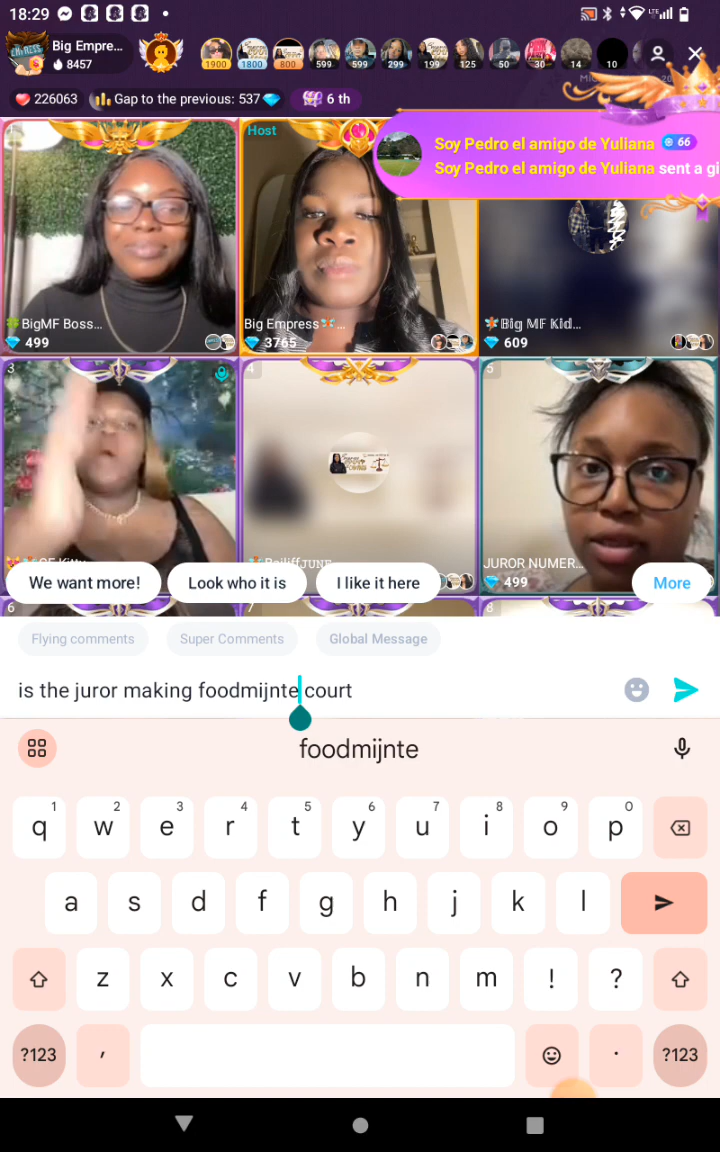 18:29
LTE
Big Empre...
8457
1900
1800
800
599
599
299
199
125
50
30
14
10
226063
Gap to the previous: 537
6 th
Soy Pedro el amigo de Yuliana 66
Soy Pedro el amigo de Yuliana sent a gi
Host
🍀BigMF Boss...
499
Big Empress
3765
Big MF Kid...
609
3
4
5
JUROR NUMER...
499
We want more!
Look who it is
I like it here
More
6
7
8
Flying comments
Super Comments
Global Message
is the juror making foodmijnte court
foodmijnte
1 2 3 4 5 6 7 8 9 0
q w e r t y u i o p
a s d f g h j k l
z x c v b n m ! ?
?123 , . ?123